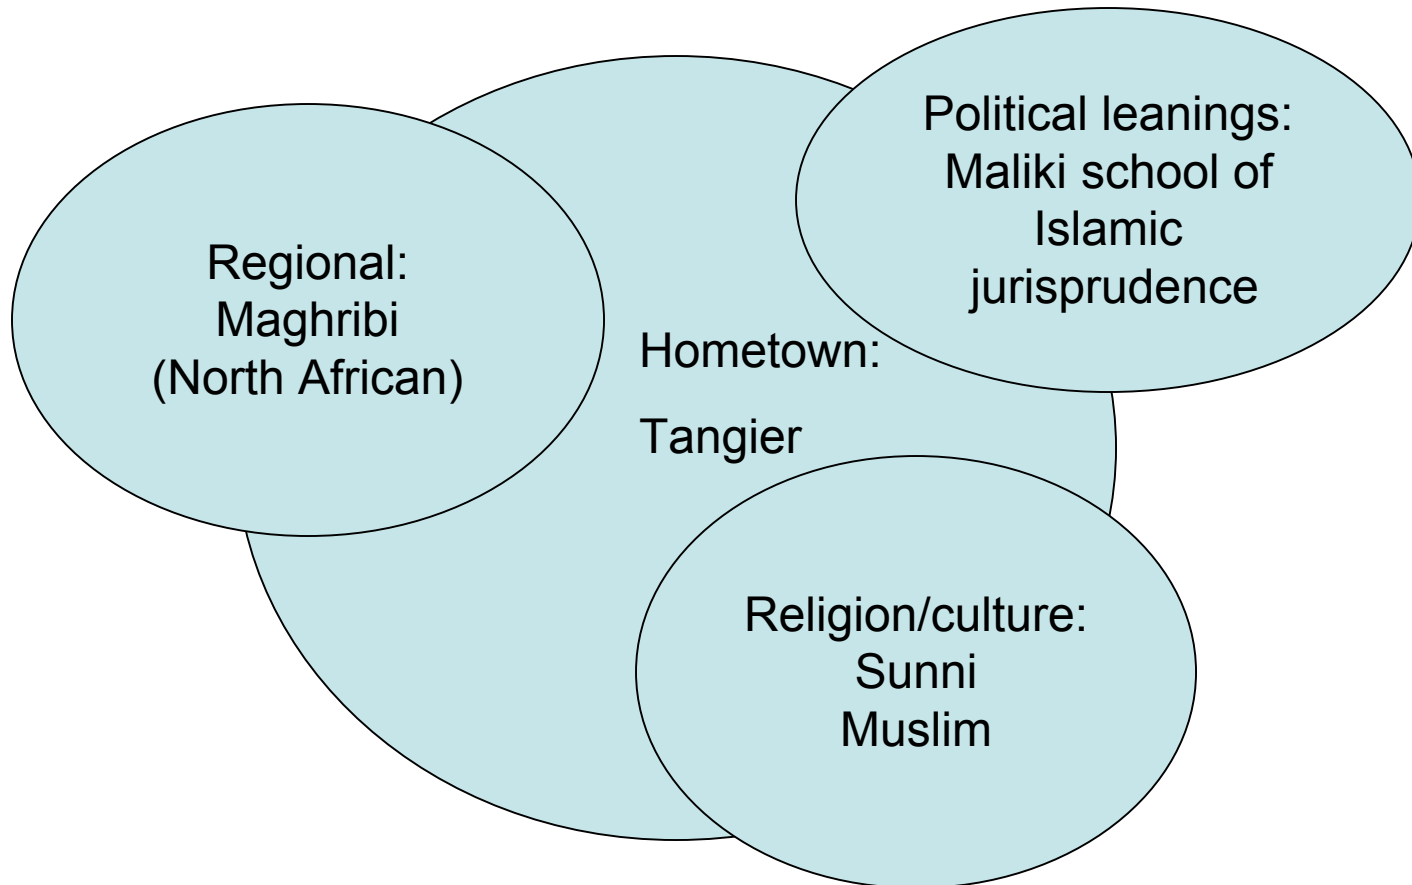 Political leanings:
Maliki school of
Islamic
jurisprudence
Regional:
Maghribi
(North African)
Hometown:
Tangier
Religion/culture:
Sunni
Muslim